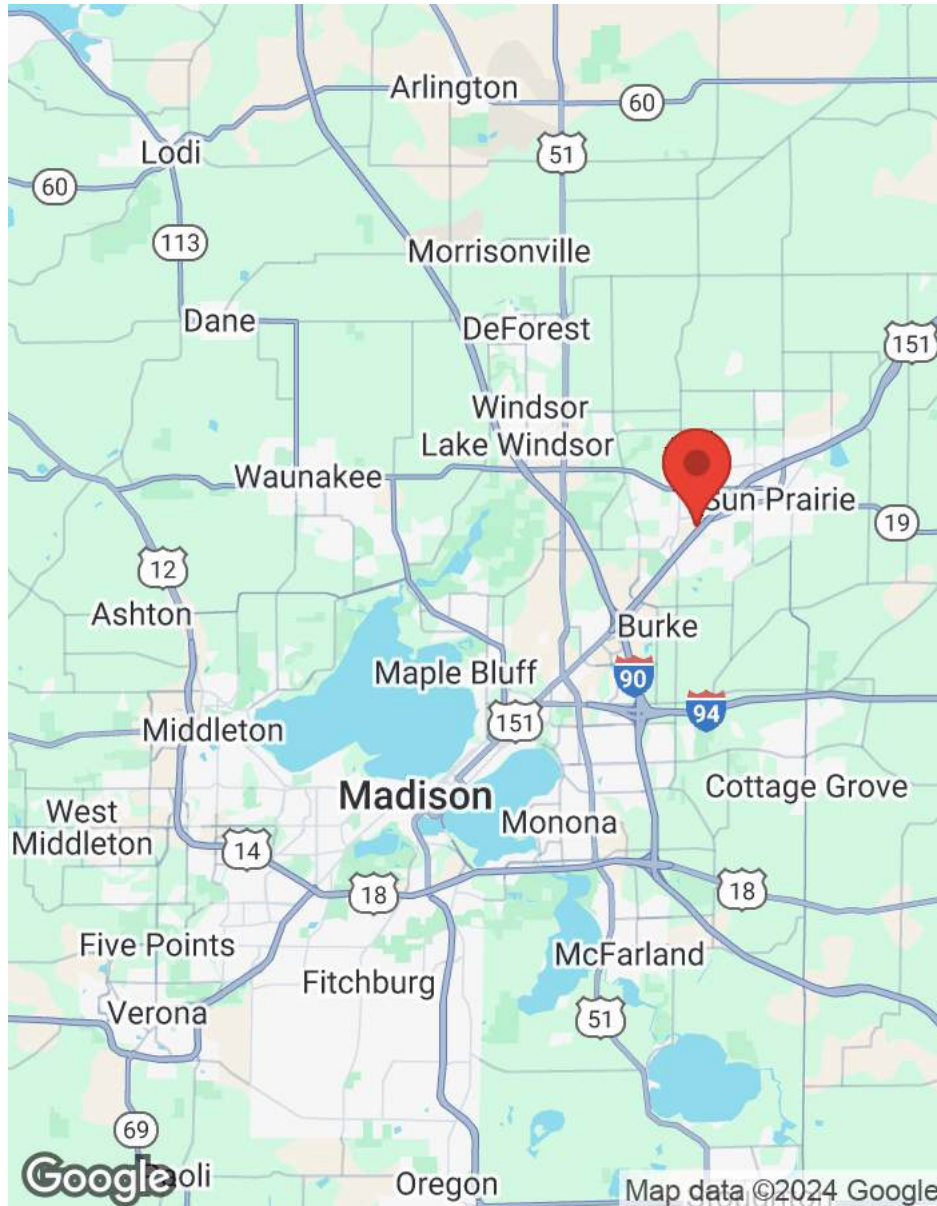 Arlington
60
51
Lodi
60
113
Morrisonville
Dane
DeForest
151
Windsor
Lake Windsor
Waunakee
Sun Prairie
19
12
Ashton
Burke
Maple Bluff
90
94
151
Middleton
Madison
Cottage Grove
West
Middleton
Monona
14
18
18
Five Points
McFarland
Fitchburg
Verona
51
69
Paoli
Google
Oregon
Map data ©2024 Google